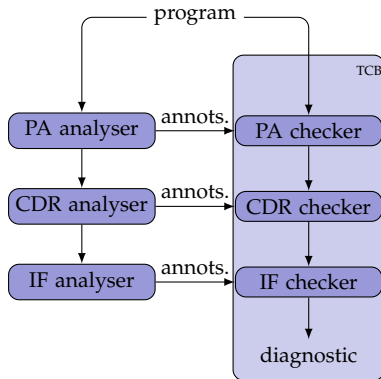 program
TCB
annots.
PA analyser
PA checker
annots.
CDR analyser
CDR checker
annots.
IF analyser
IF checker
diagnostic